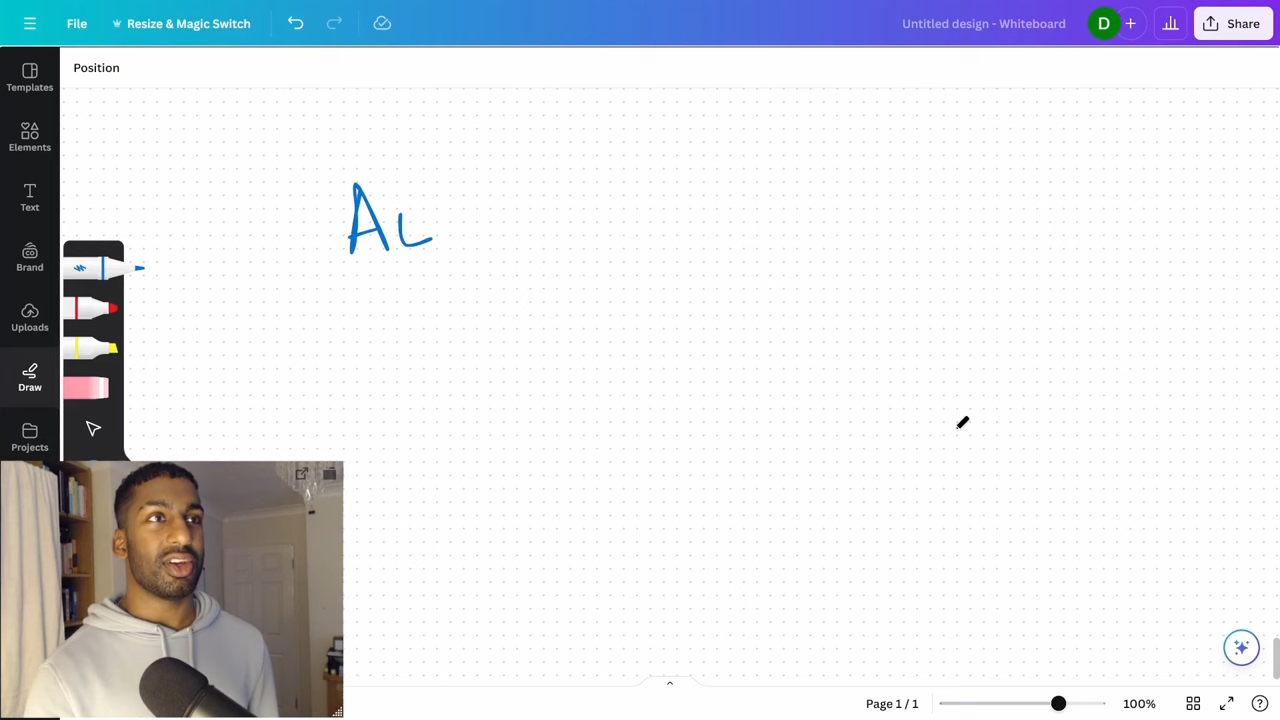 File Resize & Magic Switch Untitled design - Whiteboard D + Share
Templates
Position
Elements
Text
Brand
Uploads
Draw
Projects
A
Page 1 / 1 100%